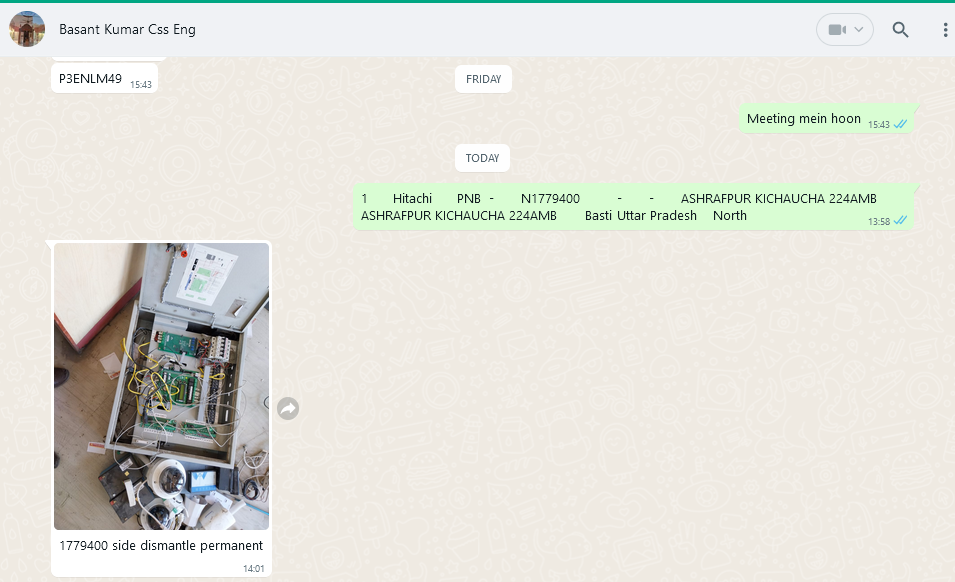 Basant Kumar Css Eng
P3ENLM49 15:43
FRIDAY
Meeting mein hoon 15:43
TODAY
1 Hitachi PNB - N1779400 - - ASHRAFPUR KICHAUCHA 224AMB
ASHRAFPUR KICHAUCHA 224AMB Basti Uttar Pradesh North
13:58
1779400 side dismantle permanent
14:01